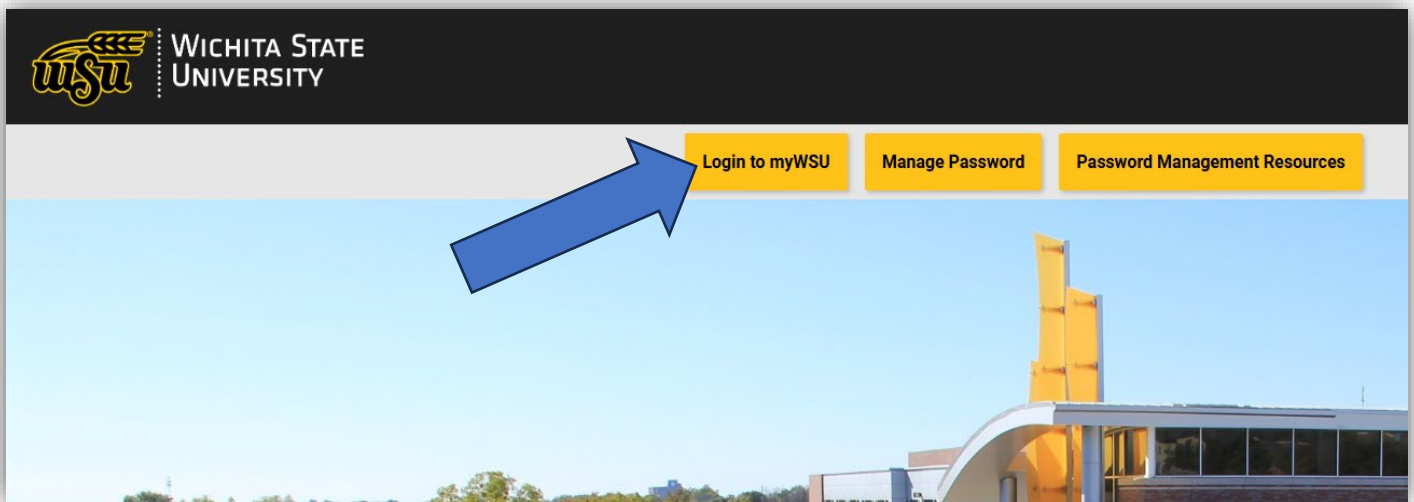 wsu
WICHITA STATE
UNIVERSITY
Login to myWSU
Manage Password
Password Management Resources